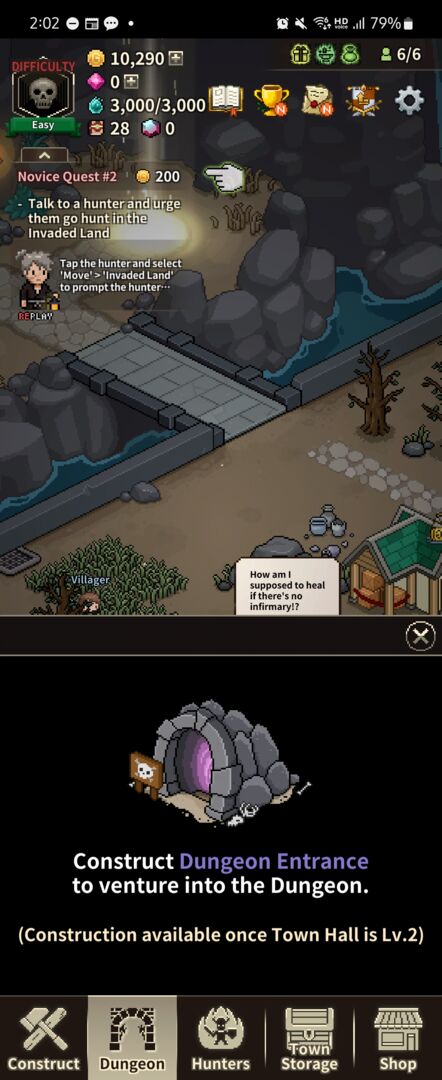 2:02
HD
voice
79%
DIFFICULTY
Easy
10,290
6/6
0
3,000/3,000
N
N
28
0
Novice Quest #2
200
- Talk to a hunter and urge
them go hunt in the
Invaded Land
Tap the hunter and select
'Move' > 'Invaded Land'
to prompt the hunter···
REPLAY
Villager
How am I
supposed to heal
if there's no
infirmary!?
Construct Dungeon Entrance
to venture into the Dungeon.
(Construction available once Town Hall is Lv.2)
Construct
Dungeon
Hunters
Town
Storage
Shop